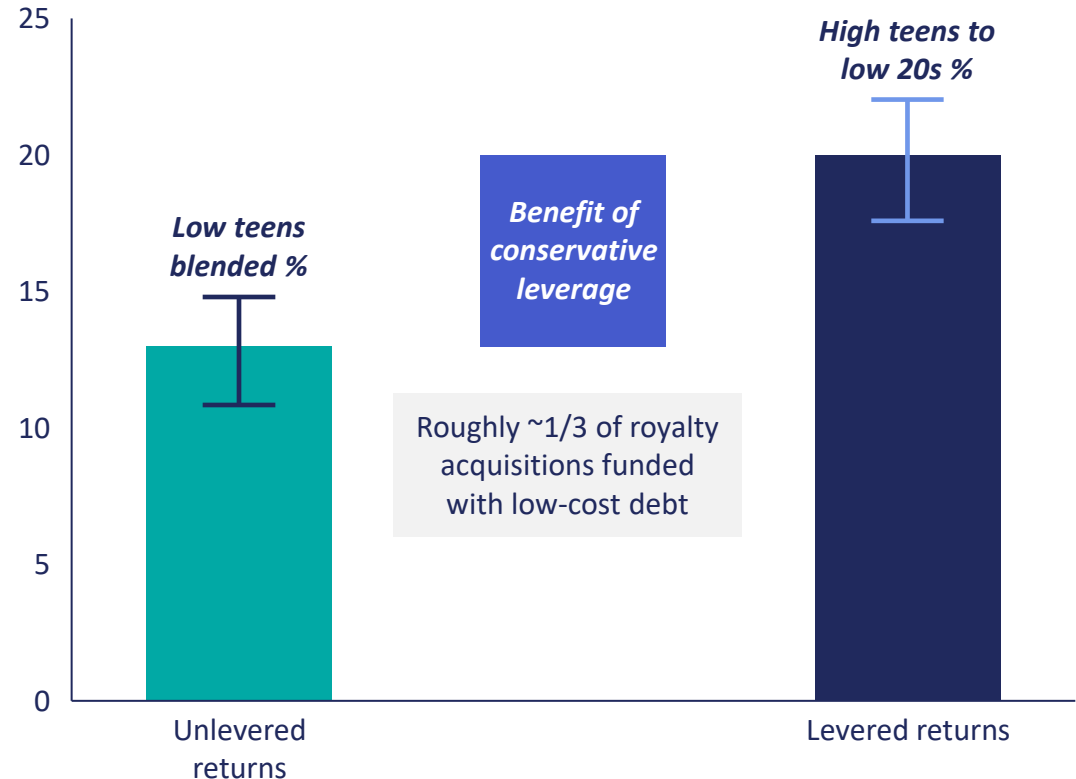 25
20
15
10
5
0
Low teens
blended %
Benefit of
conservative
leverage
Roughly ~1/3 of royalty
acquisitions funded
with low-cost debt
High teens to
low 20s %
Unlevered
returns
Levered returns